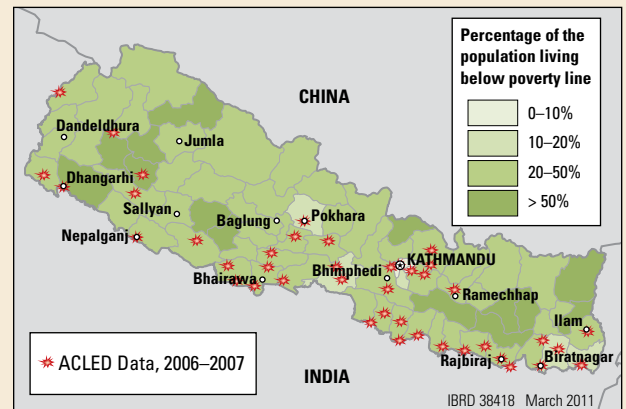 Percentage of the
population living
below poverty line
0–10%
10–20%
20–50%
> 50%
CHINA
Dandeldhura
Jumla
Dhangarhi
Sallyan
Baglung
Pokhara
Nepalganj
KATHMANDU
Bhimphedi
Bhairawa
Ramechhap
Ilam
Rajbiraj
Biratnagar
ACLED Data, 2006–2007
INDIA
IBRD 38418 March 2011